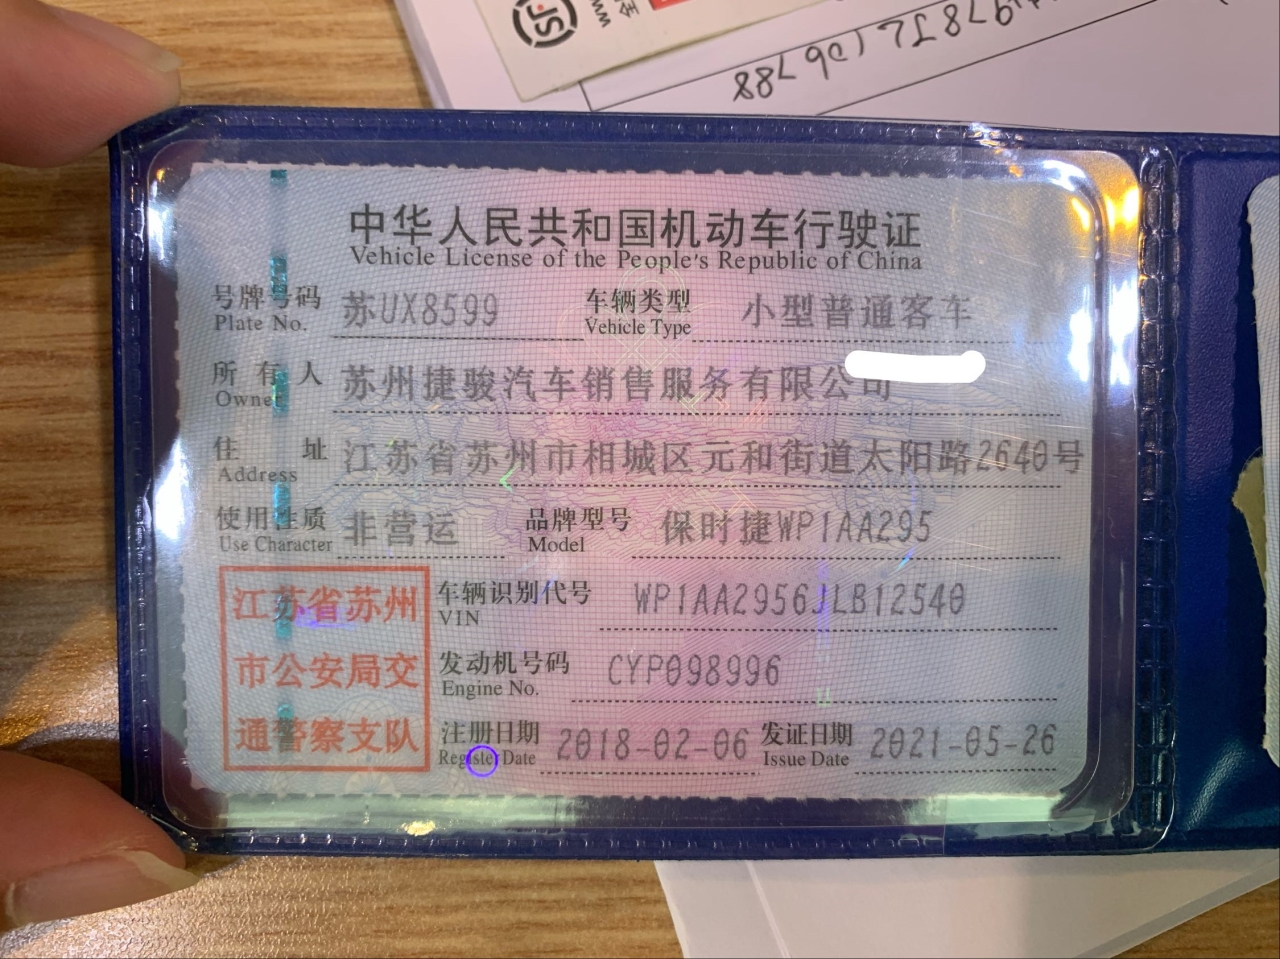 JSI
www
全
88L 90(7L8L6
中华人民共和国机动车行驶证
Vehicle License of the People's Republic of China
号牌号码 苏UX8599 车辆类型 小型普通客车
Plate No. Vehicle Type
所有人 苏州捷骏汽车销售服务有限公司
Owner
住址 江苏省苏州市相城区元和街道太阳路2640号
Address
使用性质 非营运 品牌型号 保时捷WP1AA295
Use Character Model
江苏省苏州
市公安局交
通警察支队
车辆识别代号 WP1AA2956JLB12540
VIN
发动机号码 CYP098996
Engine No.
注册日期 2018-02-06 发证日期 2021-05-26
Register Date Issue Date